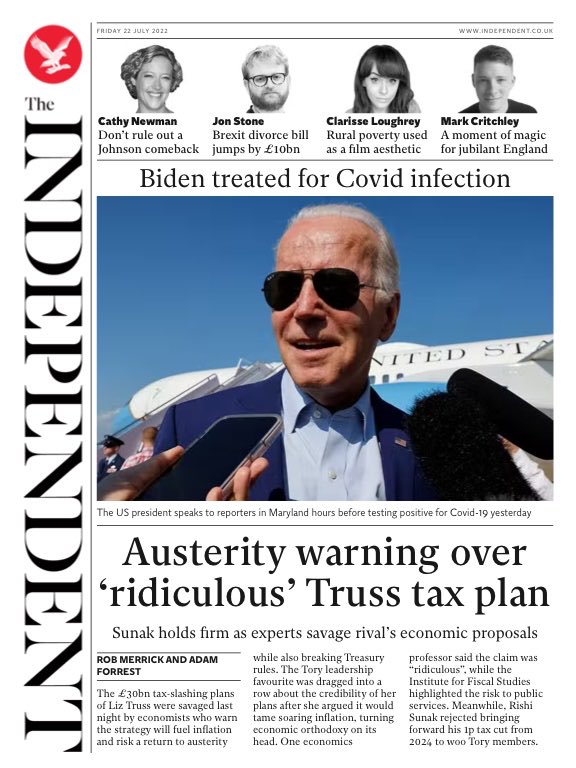 The
INDEPENDENT
FRIDAY 22 JULY 2022
WWW.INDEPENDENT.CO.UK
Cathy Newman
Don't rule out a
Johnson comeback
Jon Stone
Brexit divorce bill
jumps by £10bn
Clarisse Loughrey
Rural poverty used
as a film aesthetic
Mark Critchley
A moment of magic
for jubilant England
Biden treated for Covid infection
NITED STA
The US president speaks to reporters in Maryland hours before testing positive for Covid-19 yesterday
Austerity warning over
‘ridiculous’ Truss tax plan
Sunak holds firm as experts savage rival’s economic proposals
ROB MERRICK AND ADAM
FORREST
The £30bn tax-slashing plans
of Liz Truss were savaged last
night by economists who warn
the strategy will fuel inflation
and risk a return to austerity
while also breaking Treasury
rules. The Tory leadership
favourite was dragged into a
row about the credibility of her
plans after she argued it would
tame soaring inflation, turning
economic orthodoxy on its
head. One economics
professor said the claim was
“ridiculous”, while the
Institute for Fiscal Studies
highlighted the risk to public
services. Meanwhile, Rishi
Sunak rejected bringing
forward his 1p tax cut from
2024 to woo Tory members.